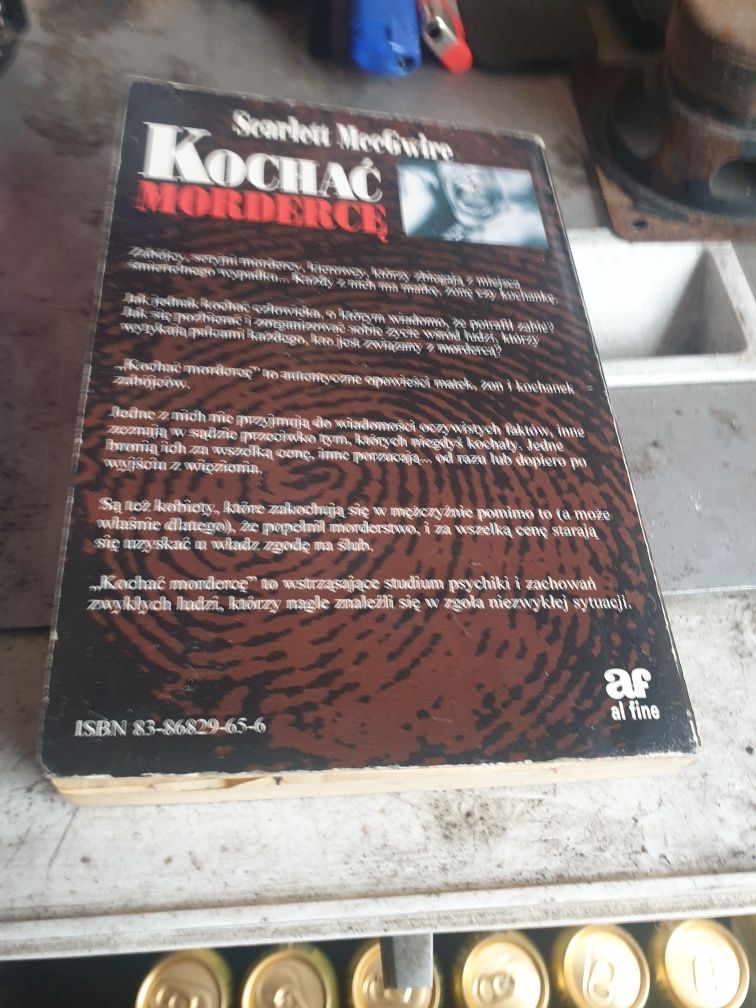 Scarlett MccGwire
KOCHAĆ
MORDERCĘ
Zabójcy, seryjni mordercy, kierowcy, którzy zbiegają z miejsca
śmiertelnego wypadku... Każdy z nich ma matkę, żonę czy kochankę.
Jak jednak kochać człowieka, o którym wiadomo, że potrafił zabić?
Jak się pozbierać i zorganizować sobie życie wśród ludzi, którzy
wytykają palcami każdego, kto jest związany z mordercą?
„Kochać mordercę” to autentyczne opowieści matek, żon i kochanek –
zabójców.
Jedne z nich nie przyjmują do wiadomości oczywistych faktów, inne
zeznają w sądzie przeciwko tym, których niegdyś kochały. Jedne
bronią ich za wszelką cenę, inne porzucają... od razu lub dopiero po
wyjściu z więzienia.
Są też kobiety, które zakochują się w mężczyźnie pomimo to (a może
właśnie dlatego), że popełnił morderstwo, i za wszelką cenę starają
się uzyskać u władz zgodę na ślub.
„Kochać mordercę” to wstrząsające studium psychiki i zachowań
zwykłych ludzi, którzy nagle znaleźli się w zgoła niezwykłej sytuacji.
af
al fine
ISBN 83-86829-65-6